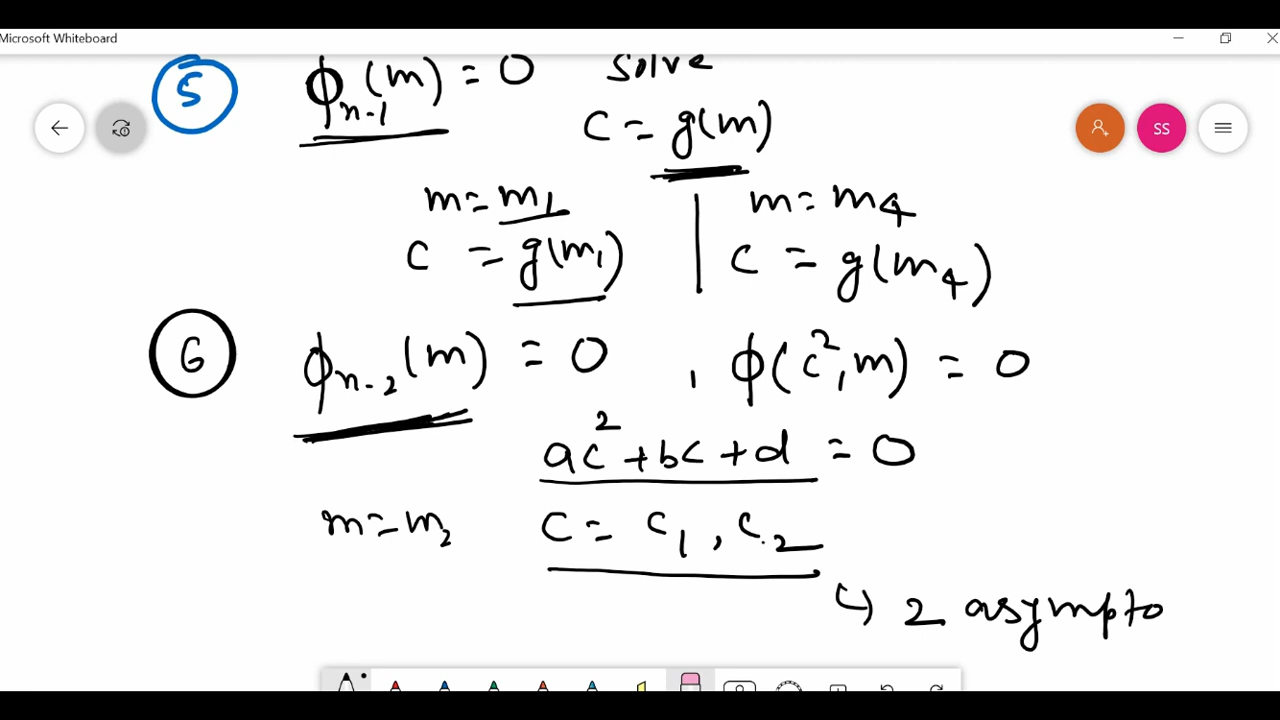 Microsoft Whiteboard
5 ϕₙ₋₁(m) = 0 solve
c = g(m)
m = m₁ | m = m₄
c = g(m₁) | c = g(m₄)
SS
6 ϕₙ₋₂(m) = 0 , ϕ(c², m) = 0
ac² + bc + d = 0
m = m₂ c = c₁, c₂
↳ 2 asympto